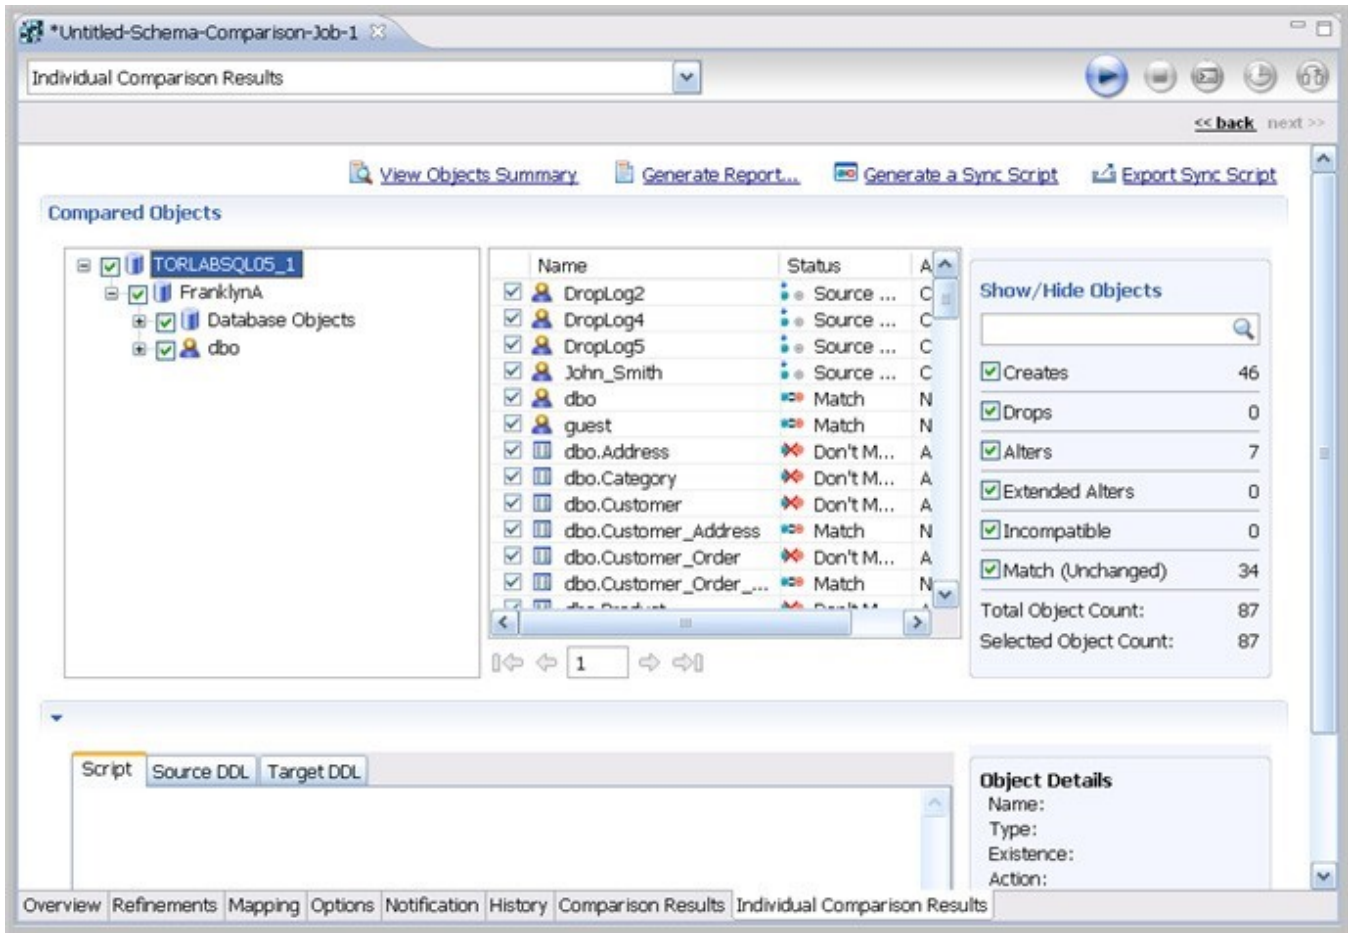 *Untitled-Schema-Comparison-Job-1
Individual Comparison Results
<< back next >>
View Objects Summary Generate Report... Generate a Sync Script Export Sync Script
Compared Objects
TORLABSQL05_1
FranklynA
Database Objects
dbo
Name Status A
DropLog2 Source ... C
DropLog4 Source ... C
DropLog5 Source ... C
John_Smith Source ... C
dbo Match N
guest Match N
dbo.Address Don't M... A
dbo.Category Don't M... A
dbo.Customer Don't M... A
dbo.Customer_Address Match N
dbo.Customer_Order Don't M... A
dbo.Customer_Order_... Match N
dbo.Product Don't M... A
1
Show/Hide Objects
Creates 46
Drops 0
Alters 7
Extended Alters 0
Incompatible 0
Match (Unchanged) 34
Total Object Count: 87
Selected Object Count: 87
Script Source DDL Target DDL
Object Details
Name:
Type:
Existence:
Action:
Overview Refinements Mapping Options Notification History Comparison Results Individual Comparison Results